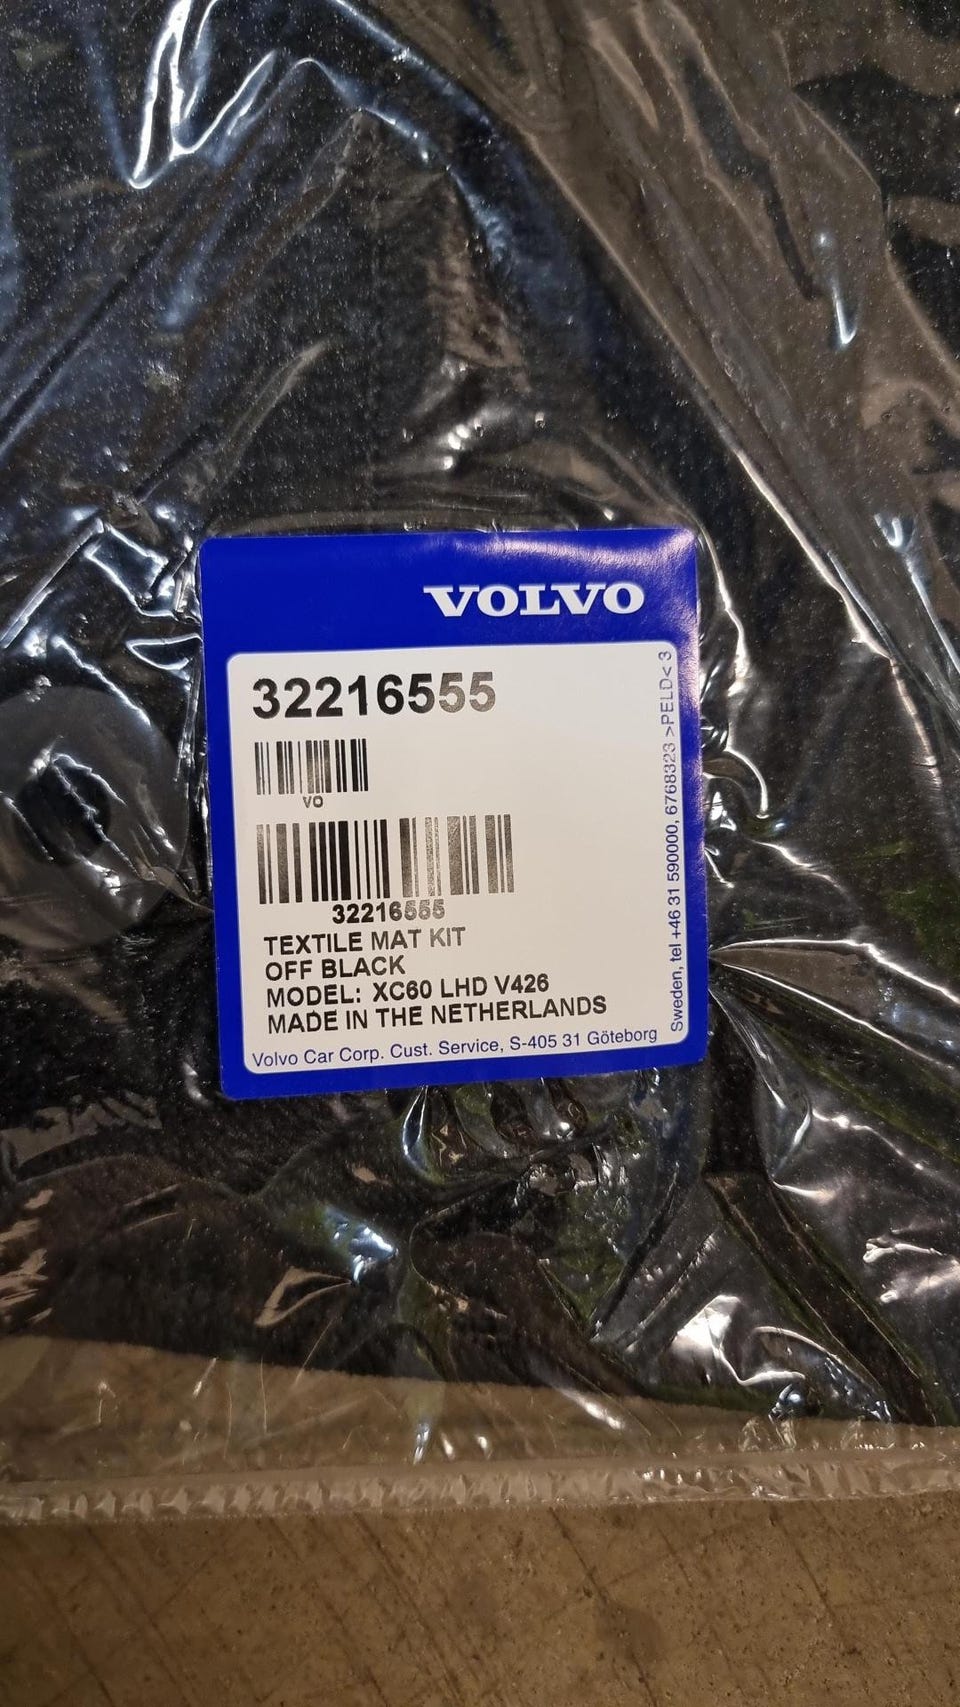 VOLVO
32216555
VO
32216555
TEXTILE MAT KIT
OFF BLACK
MODEL: XC60 LHD V426
MADE IN THE NETHERLANDS
Volvo Car Corp. Cust. Service, S-405 31 Göteborg
Sweden, tel +46 31 590000, 6768323 >PELD< 3